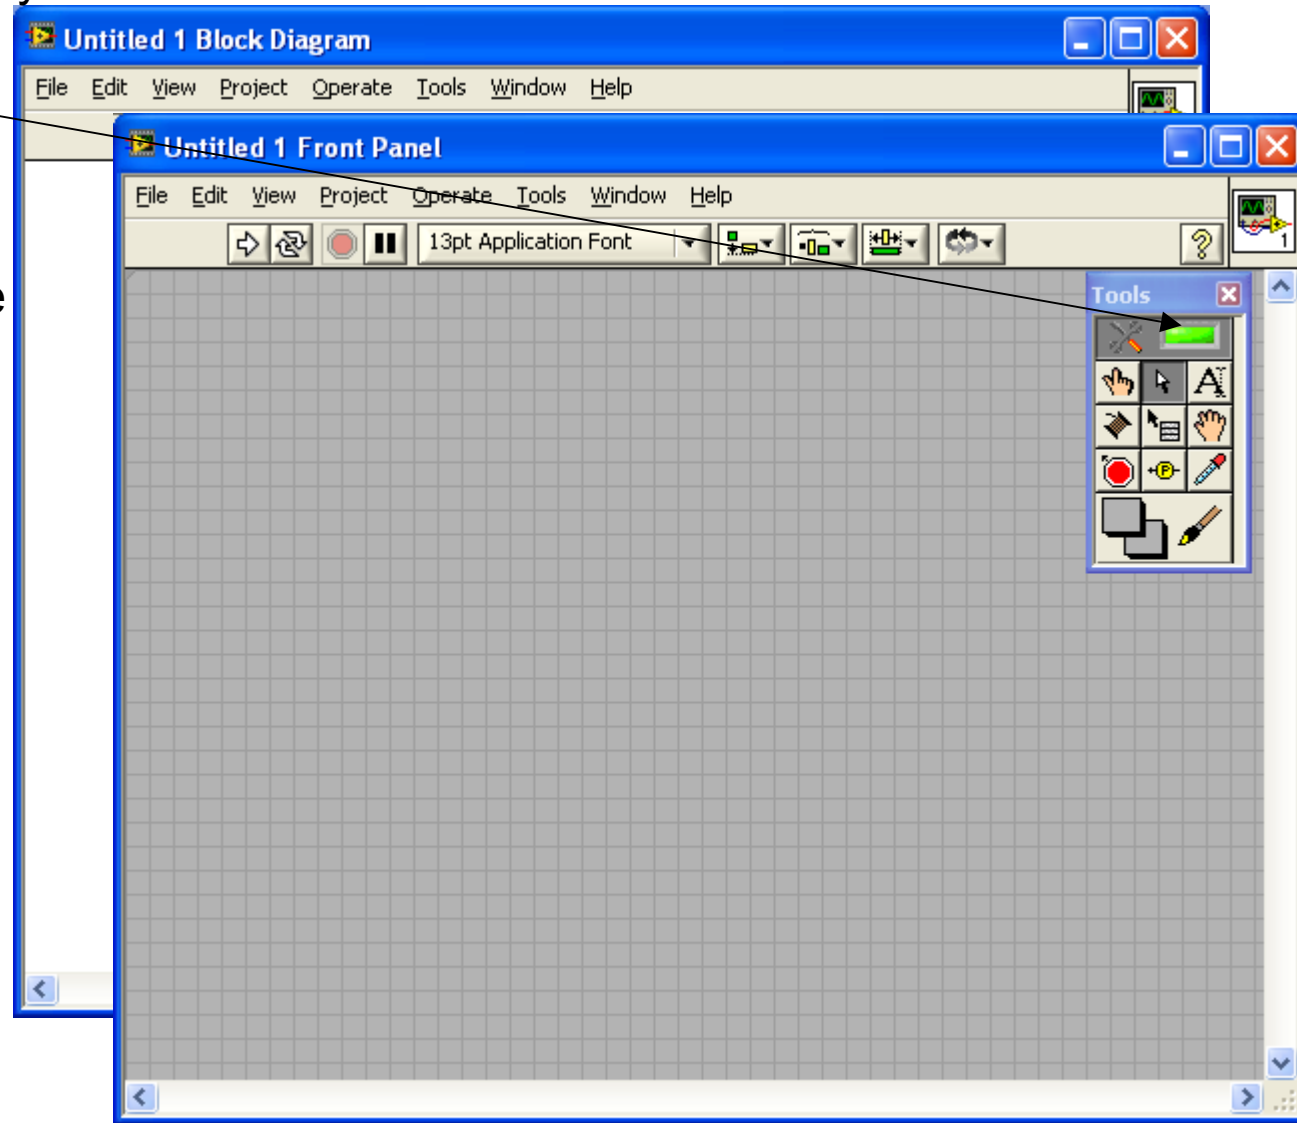 y
Untitled 1 Block Diagram
File Edit View Project Operate Tools Window Help
Untitled 1 Front Panel
File Edit View Project Operate Tools Window Help
13pt Application Font
?
1
e
Tools
A
P